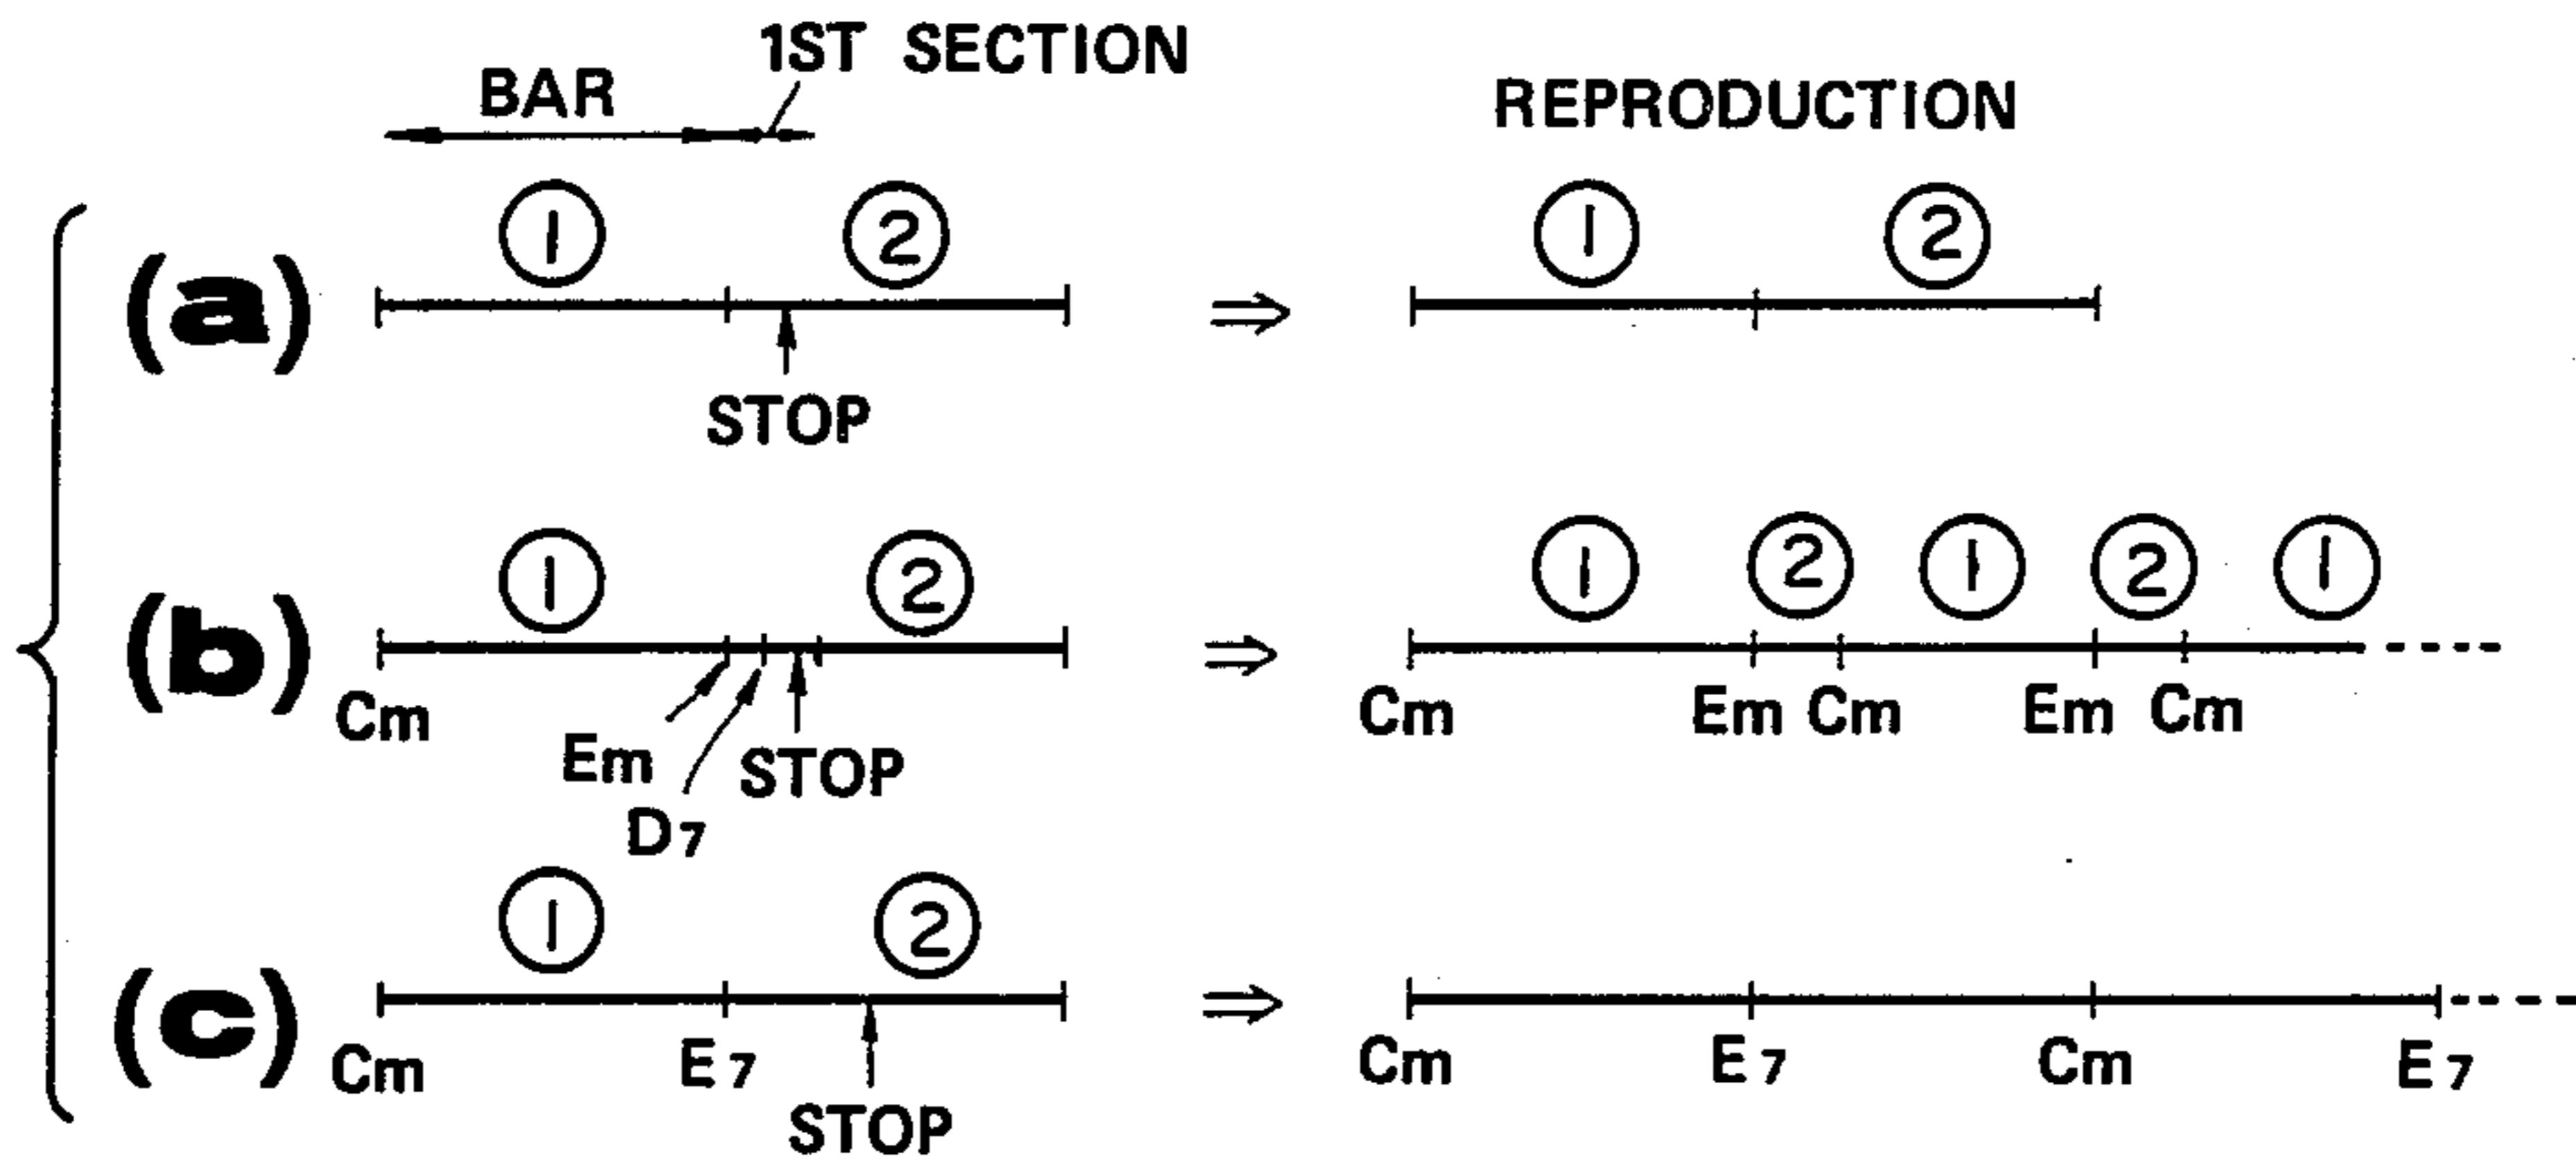 1ST SECTION
BAR
REPRODUCTION
1 2 1 2
(a)
STOP
1 2 1 2 1 2 1
(b)
Cm Cm Em Cm Em Cm
Em STOP
D7
1 2
(c)
Cm E7 Cm E7 Cm E7
STOP